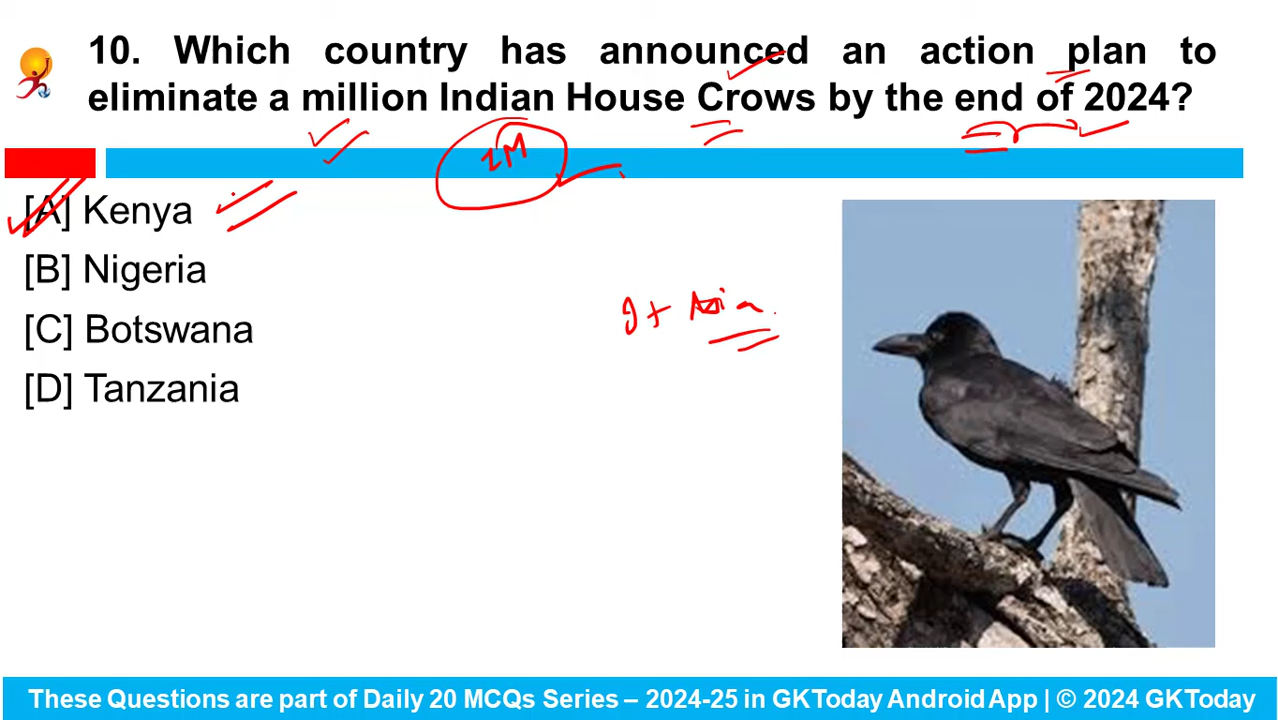 10. Which country has announced an action plan to
eliminate a million Indian House Crows by the end of 2024?
1M
[A] Kenya
[B] Nigeria
I + Asia
[C] Botswana
[D] Tanzania
These Questions are part of Daily 20 MCQs Series – 2024-25 in GKToday Android App | © 2024 GKToday